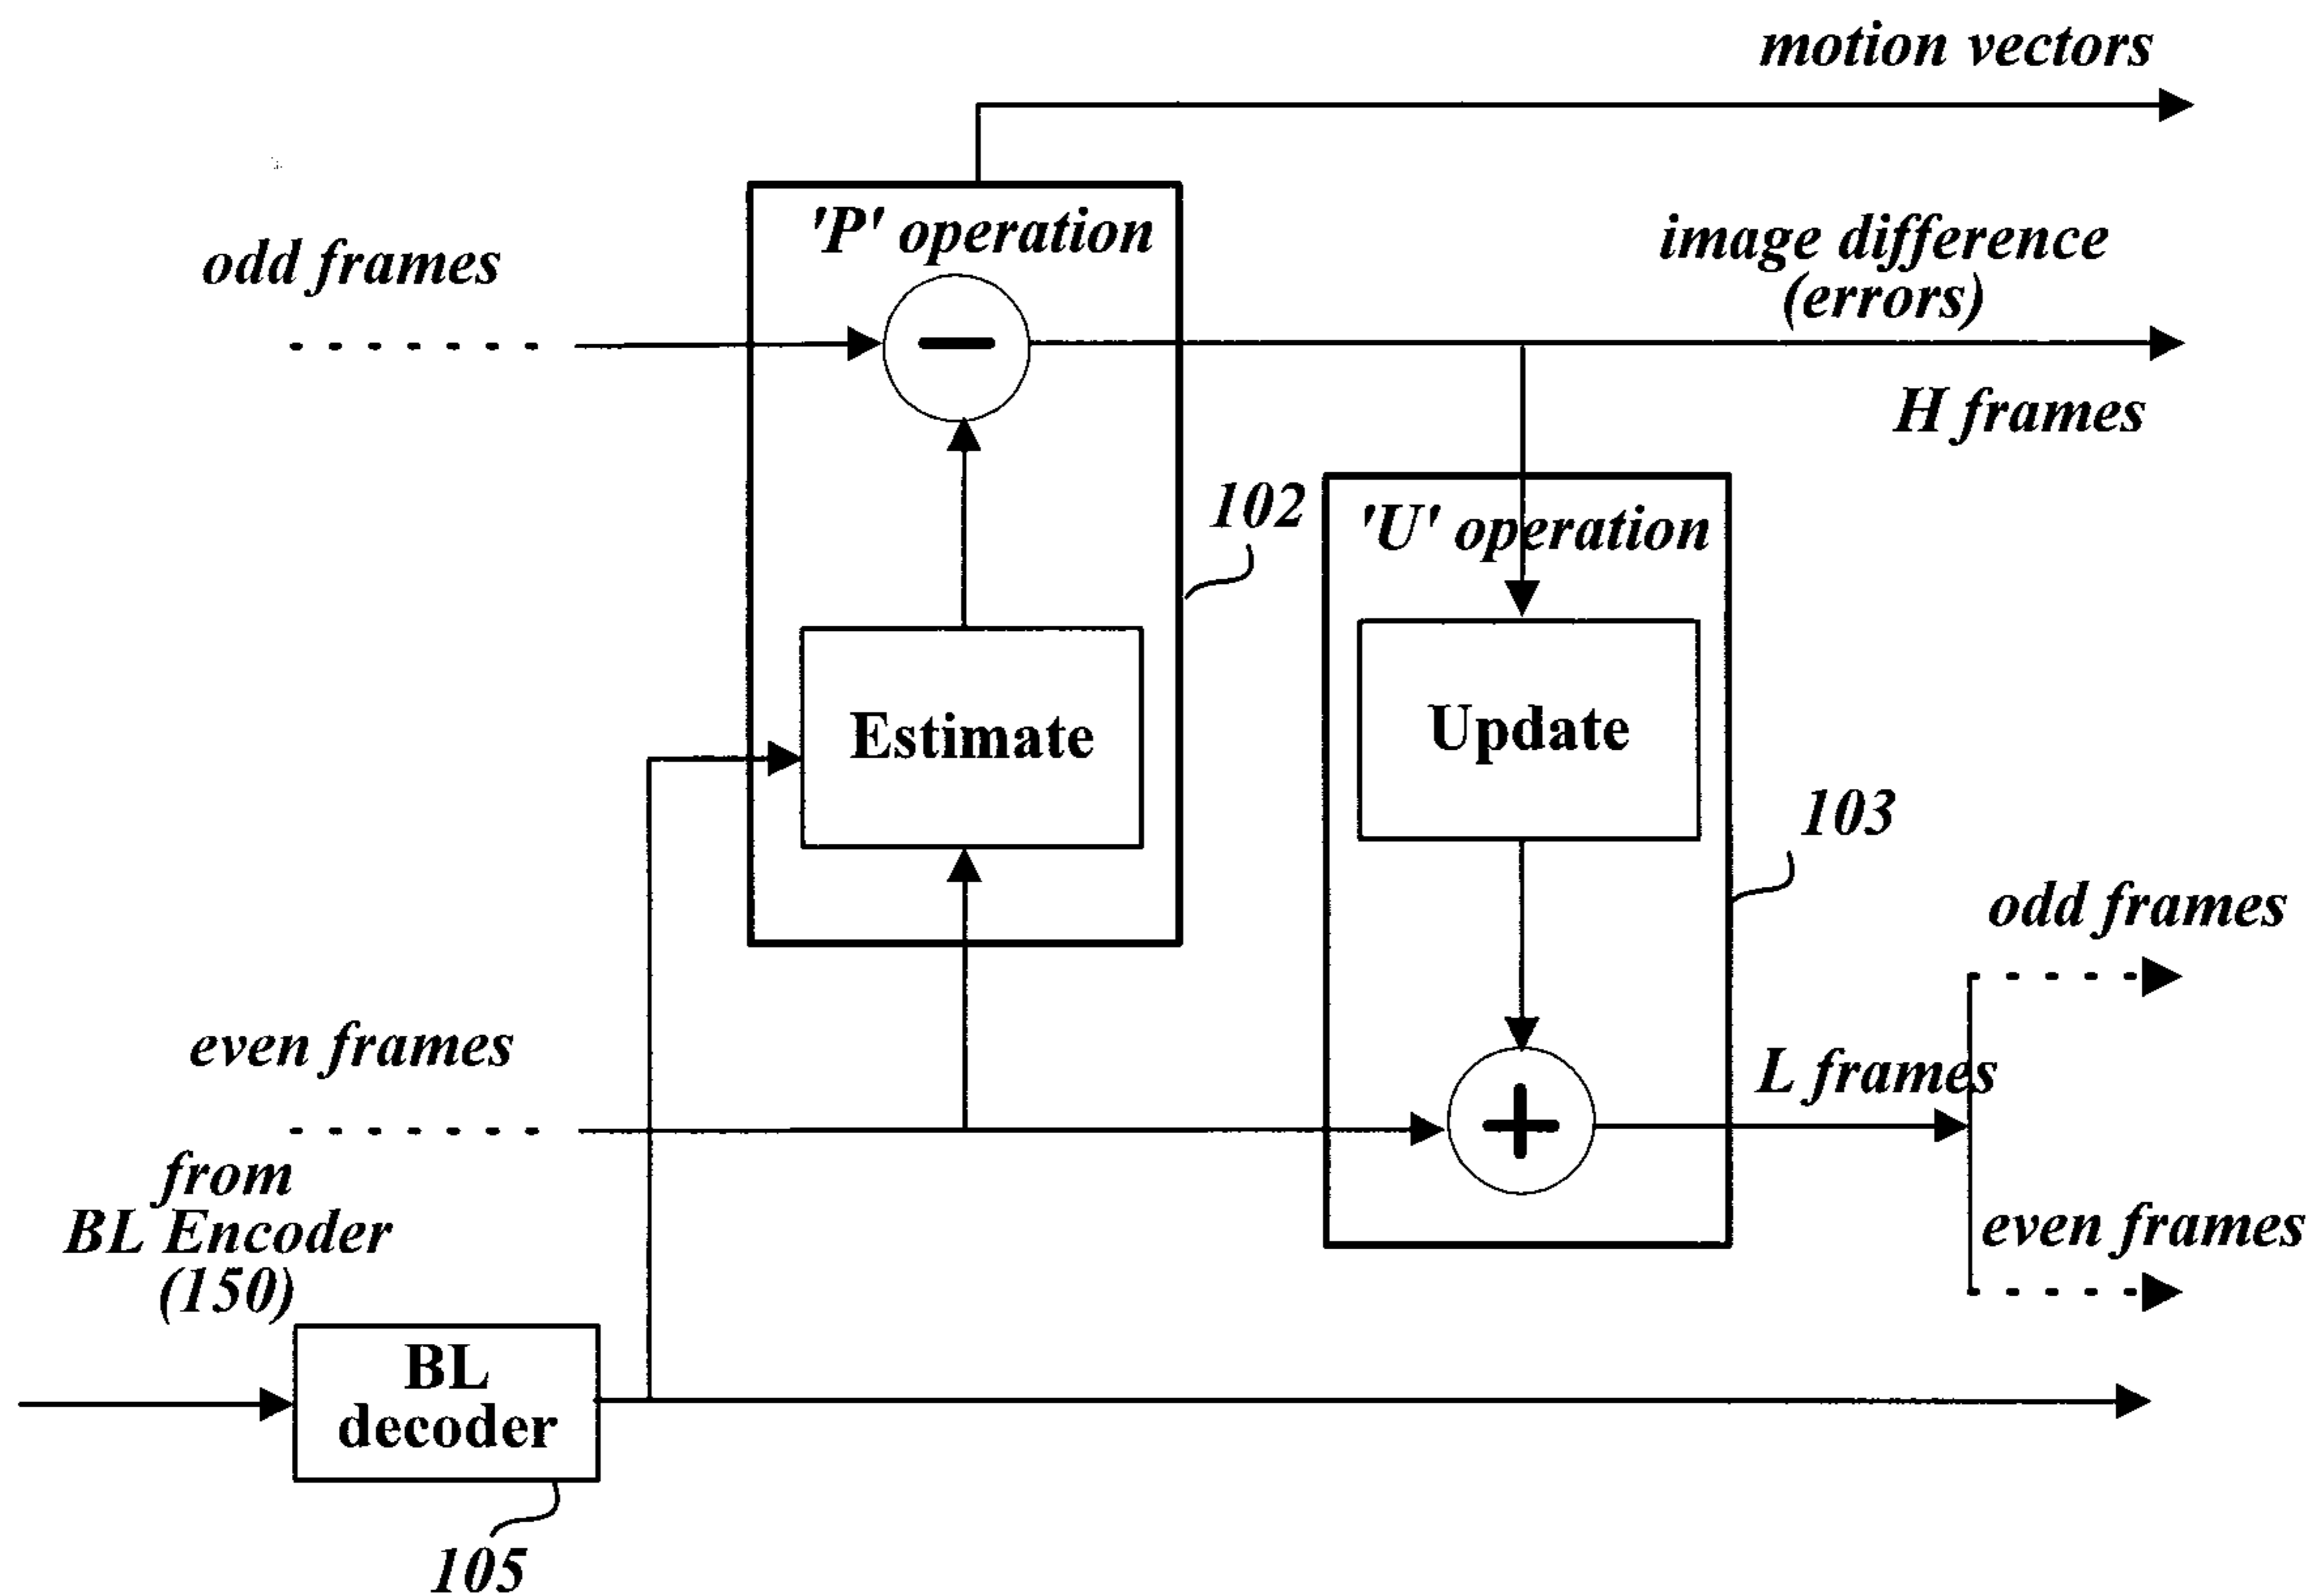 motion vectors
'P' operation
odd frames
image difference
(errors)
H frames
102
'U' operation
Estimate
Update
103
odd frames
even frames
L frames
from
BL Encoder
(150)
even frames
BL
decoder
105